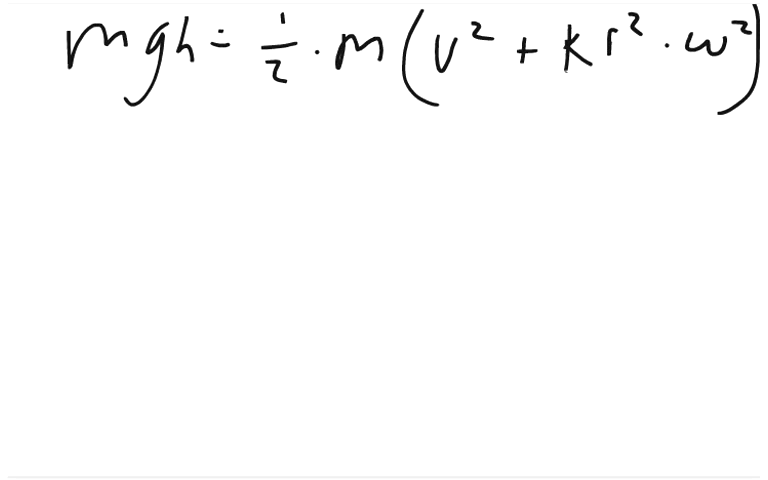 mgh = 1/2 · m(v² + kr² · ω²)